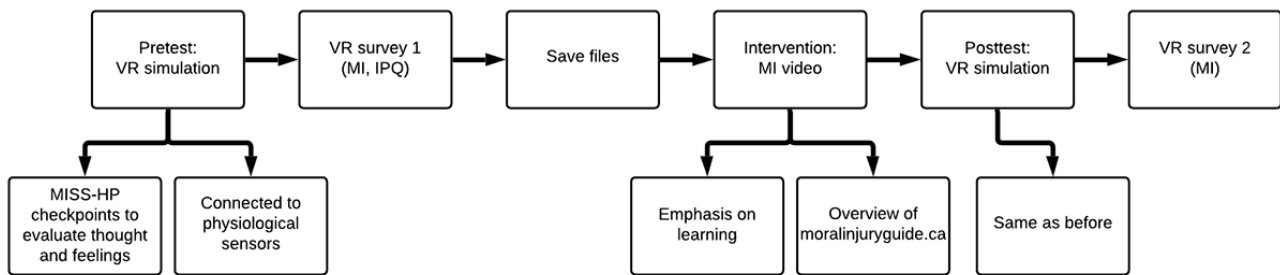 Pretest:
VR simulation
VR survey 1
(MI, IPQ)
Save files
Intervention:
MI video
Posttest:
VR simulation
VR survey 2
(MI)
MISS-HP
checkpoints to
evaluate thought
and feelings
Connected to
physiological
sensors
Emphasis on
learning
Overview of
moralinjuryguide.ca
Same as before